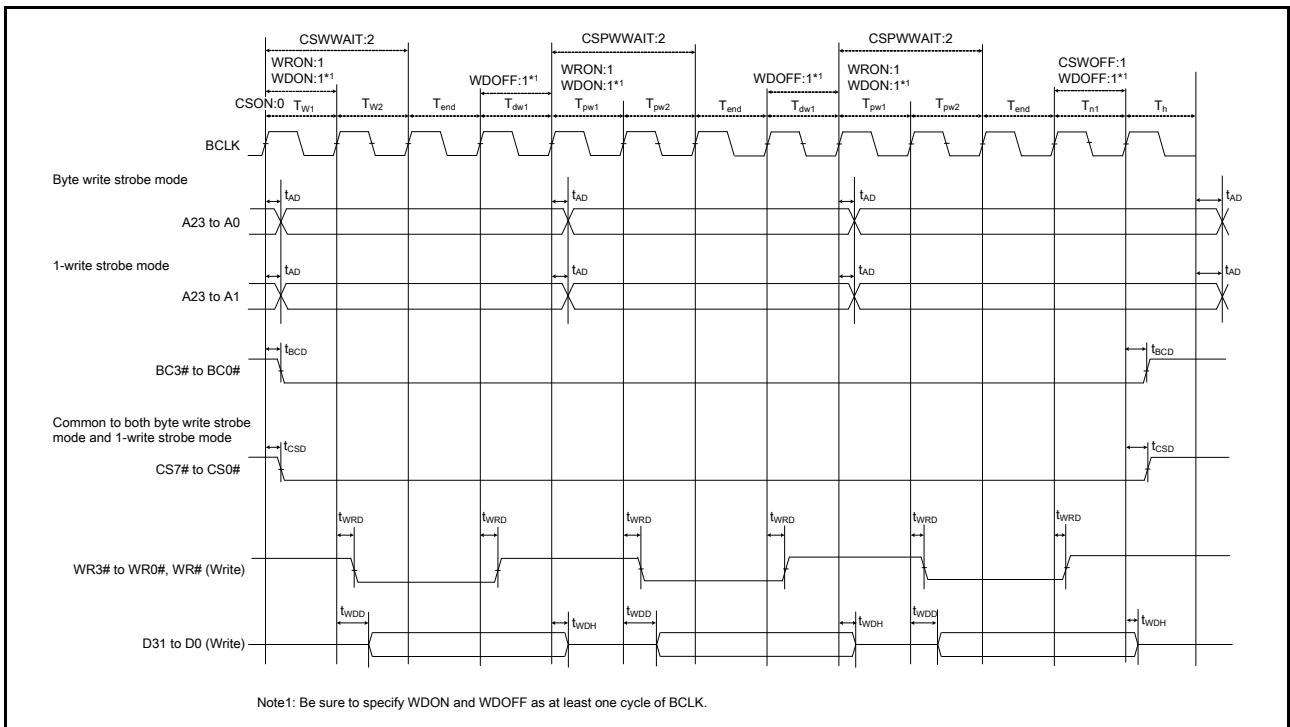 CSWWAIT:2 CSPWWAIT:2 CSPWWAIT:2
WRON:1 WRON:1 WRON:1 CSWOFF:1
WDON:1*1 WDOFF:1*1 WDON:1*1 WDOFF:1*1 WDON:1*1 WDOFF:1*1
CSON:0 TW1 TW2 Tend Tdw1 Tpw1 Tpw2 Tend Tdw1 Tpw1 Tpw2 Tend Tn1 Th
BCLK
Byte write strobe mode
tAD tAD tAD tAD
A23 to A0
1-write strobe mode
tAD tAD tAD tAD
A23 to A1
tBCD tBCD
BC3# to BC0#
Common to both byte write strobe
mode and 1-write strobe mode
tCSD tCSD
CS7# to CS0#
tWRD tWRD tWRD tWRD tWRD tWRD
WR3# to WR0#, WR# (Write)
tWDD tWDH tWDD tWDH tWDD tWDH
D31 to D0 (Write)
Note1: Be sure to specify WDON and WDOFF as at least one cycle of BCLK.